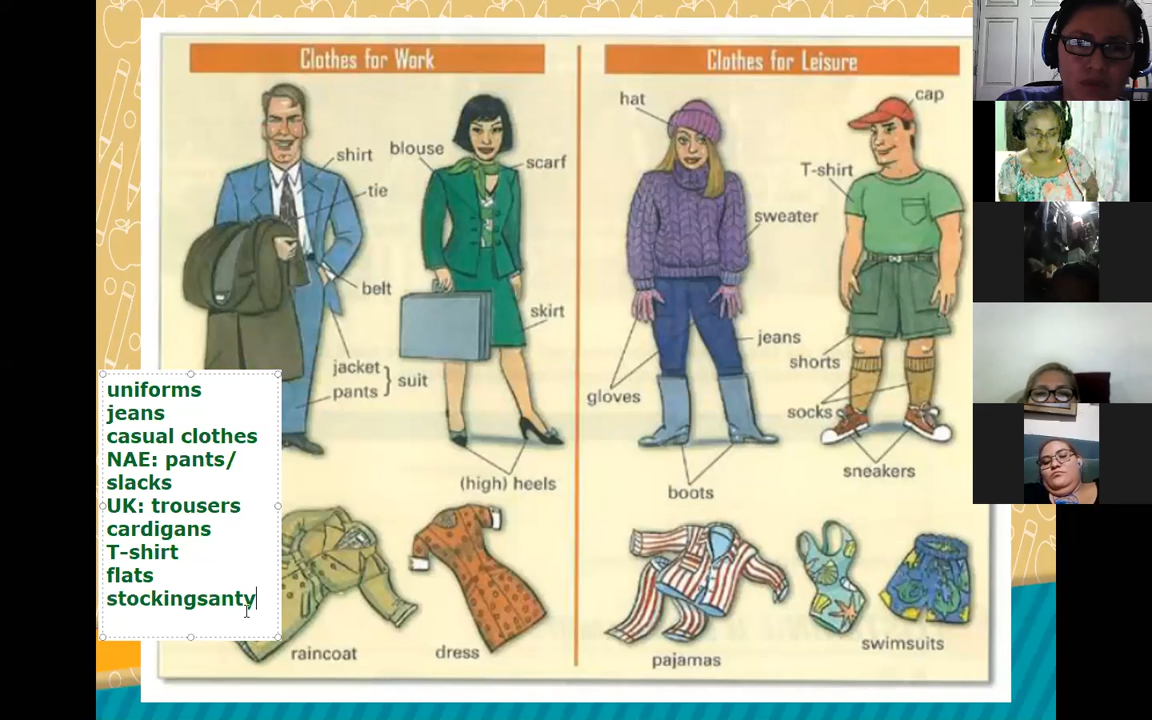 Clothes for Work
Clothes for Leisure
shirt
tie
blouse
scarf
belt
skirt
jacket
pants
suit
(high) heels
hat
cap
T-shirt
sweater
jeans
shorts
gloves
socks
sneakers
boots
uniforms
jeans
casual clothes
NAE: pants/
slacks
UK: trousers
cardigans
T-shirt
flats
stockingsanty
raincoat
dress
pajamas
swimsuits